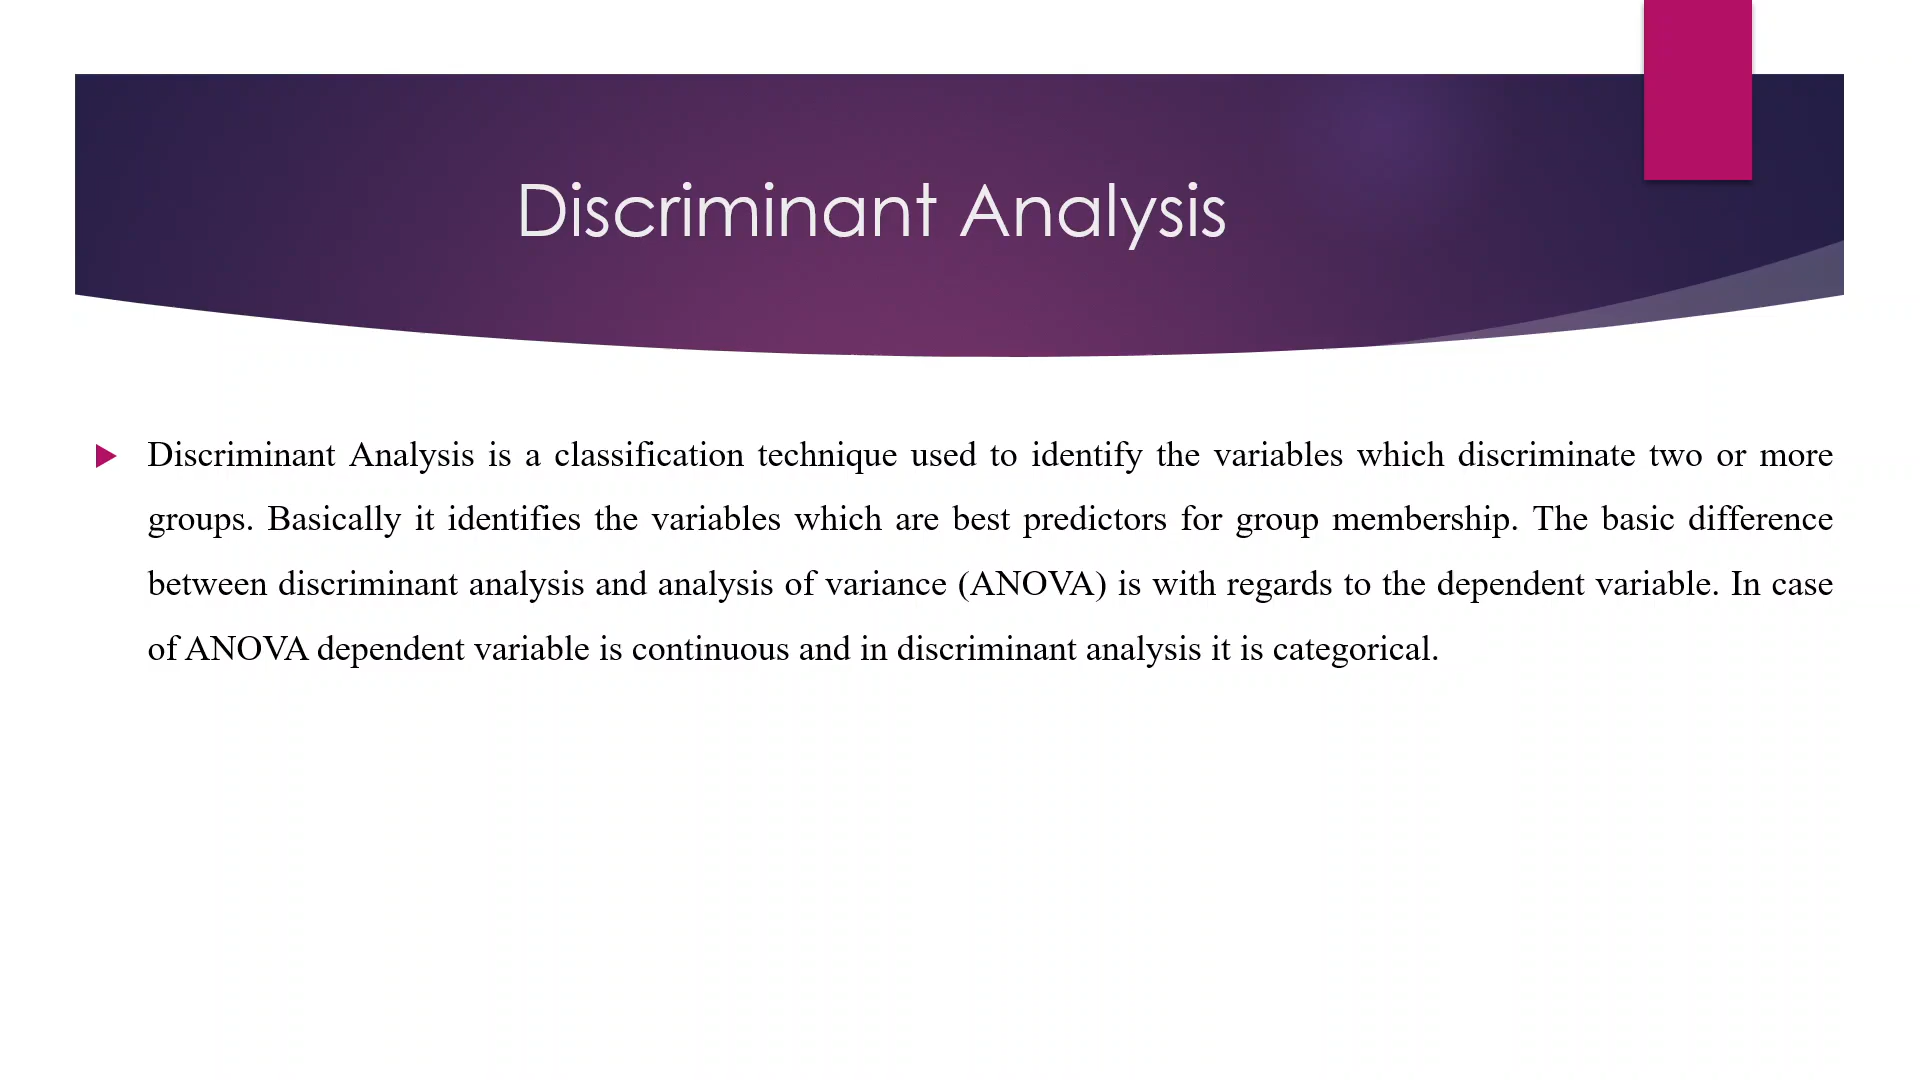 Discriminant Analysis
Discriminant Analysis is a classification technique used to identify the variables which discriminate two or more
groups. Basically it identifies the variables which are best predictors for group membership. The basic difference
between discriminant analysis and analysis of variance (ANOVA) is with regards to the dependent variable. In case
of ANOVA dependent variable is continuous and in discriminant analysis it is categorical.